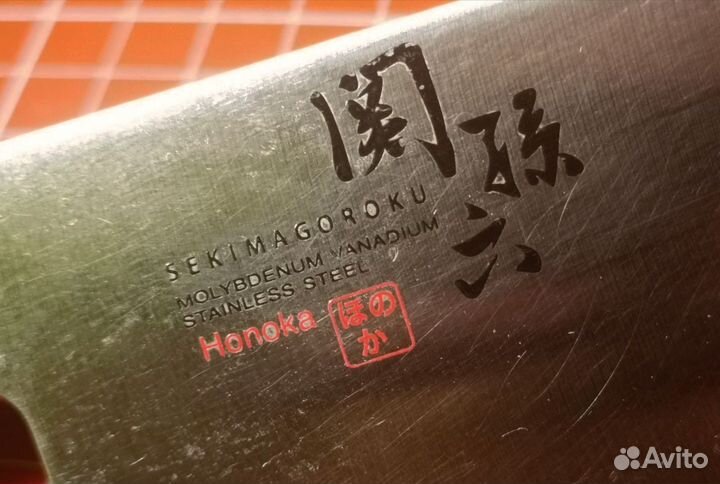 関
孫
六
SEKIMAGOROKU
MOLYBDENUM VANADIUM
STAINLESS STEEL
Honoka
ほの
か
Avito